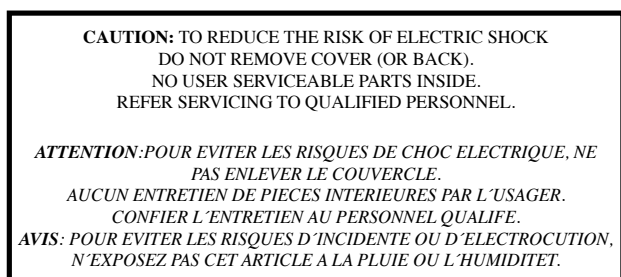 CAUTION: TO REDUCE THE RISK OF ELECTRIC SHOCK
DO NOT REMOVE COVER (OR BACK).
NO USER SERVICEABLE PARTS INSIDE.
REFER SERVICING TO QUALIFIED PERSONNEL.
ATTENTION:POUR EVITER LES RISQUES DE CHOC ELECTRIQUE, NE
PAS ENLEVER LE COUVERCLE.
AUCUN ENTRETIEN DE PIECES INTERIEURES PAR L´USAGER.
CONFIER L´ENTRETIEN AU PERSONNEL QUALIFE.
AVIS: POUR EVITER LES RISQUES D´INCIDENTE OU D´ELECTROCUTION,
N´EXPOSEZ PAS CET ARTICLE A LA PLUIE OU L´HUMIDITET.